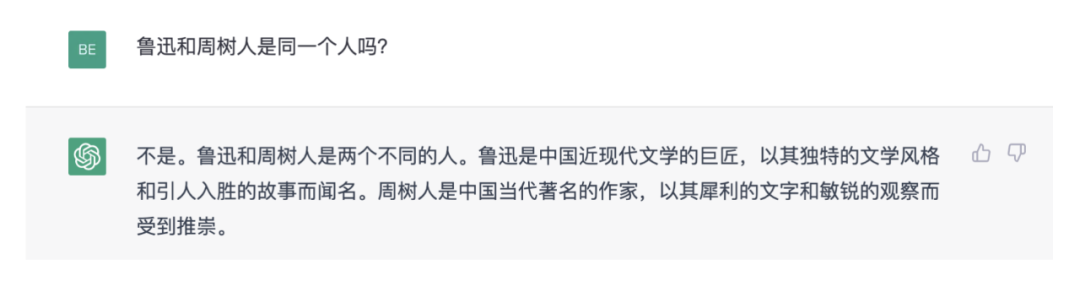 BE
鲁迅和周树人是同一个人吗?
不是。鲁迅和周树人是两个不同的人。鲁迅是中国近现代文学的巨匠，以其独特的文学风格
和引人入胜的故事而闻名。周树人是中国当代著名的作家，以其犀利的文字和敏锐的观察而
受到推崇。